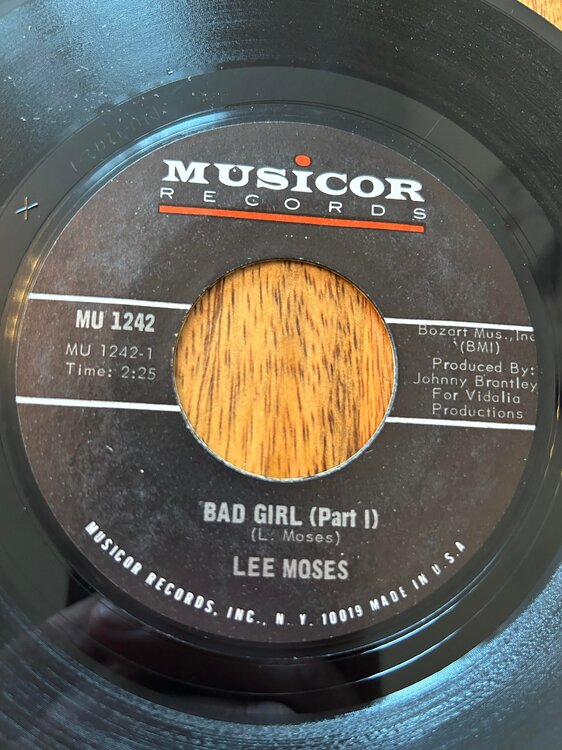 MUSICOR
RECORDS
MU 1242
MU 1242-1
Time: 2:25
Bozart Mus., Inc
(BMI)
Produced By:
Johnny Brantley
For Vidalia
Productions
BAD GIRL (Part I)
(L. Moses)
LEE MOSES
MUSICOR RECORDS, INC., N. Y. 10019 MADE IN U.S.A